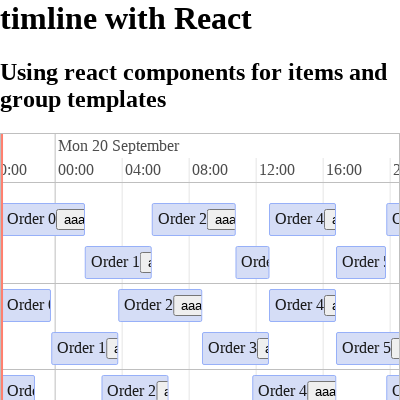 timline with React
Using react components for items and
group templates
Mon 20 September
0:00 00:00 04:00 08:00 12:00 16:00 2
Order 0 aaa Order 2 aaa Order 4 a
Order 1 a Orde Order
Order Order 2 aaa Order 4 a
Order 1 a Order 3 a Order 5
Orde Order 2 a Order 4 aaa